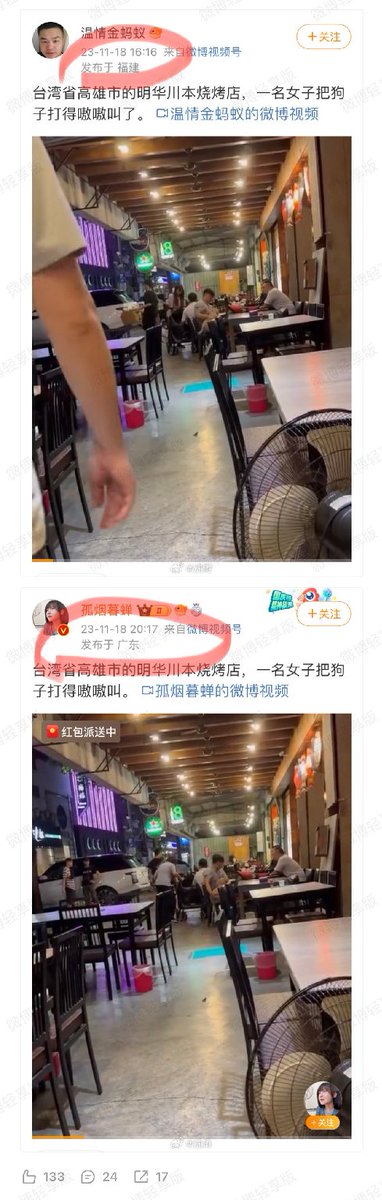 温情金蚂蚁
+关注
23-11-18 16:16 来自微博视频号
发布于 福建
台湾省高雄市的明华川本烧烤店，一名女子把狗
子打得嗷嗷叫了。温情金蚂蚁的微博视频
孤烟暮蝉 II
+关注
23-11-18 20:17 来自微博视频号
发布于 广东
台湾省高雄市的明华川本烧烤店，一名女子把狗
子打得嗷嗷叫。孤烟暮蝉的微博视频
红包派送中
+关注
133 24 17
微博轻享版